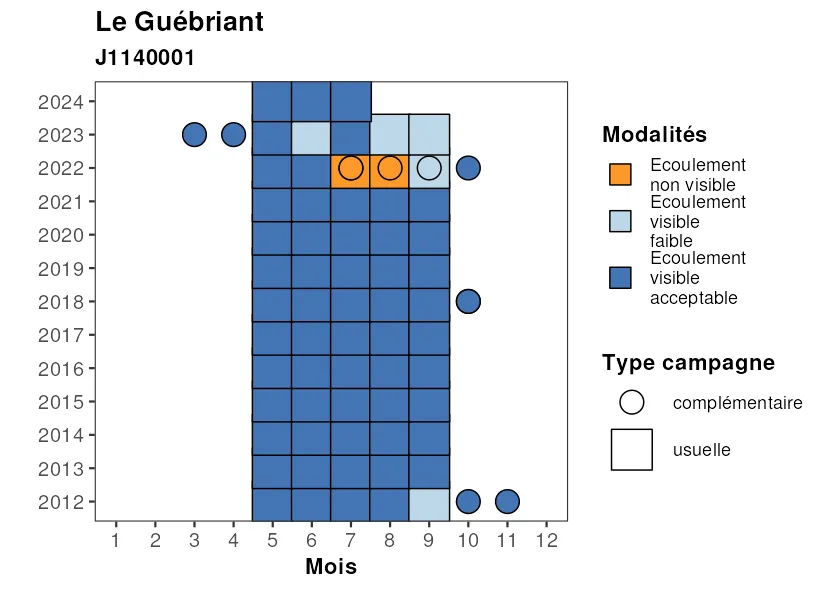 Le Guébriant
J1140001
2024
2023
2022
2021
2020
2019
2018
2017
2016
2015
2014
2013
2012
1 2 3 4 5 6 7 8 9 10 11 12
Mois
Modalités
Ecoulement
non visible
Ecoulement
visible
faible
Ecoulement
visible
acceptable
Type campagne
complémentaire
usuelle